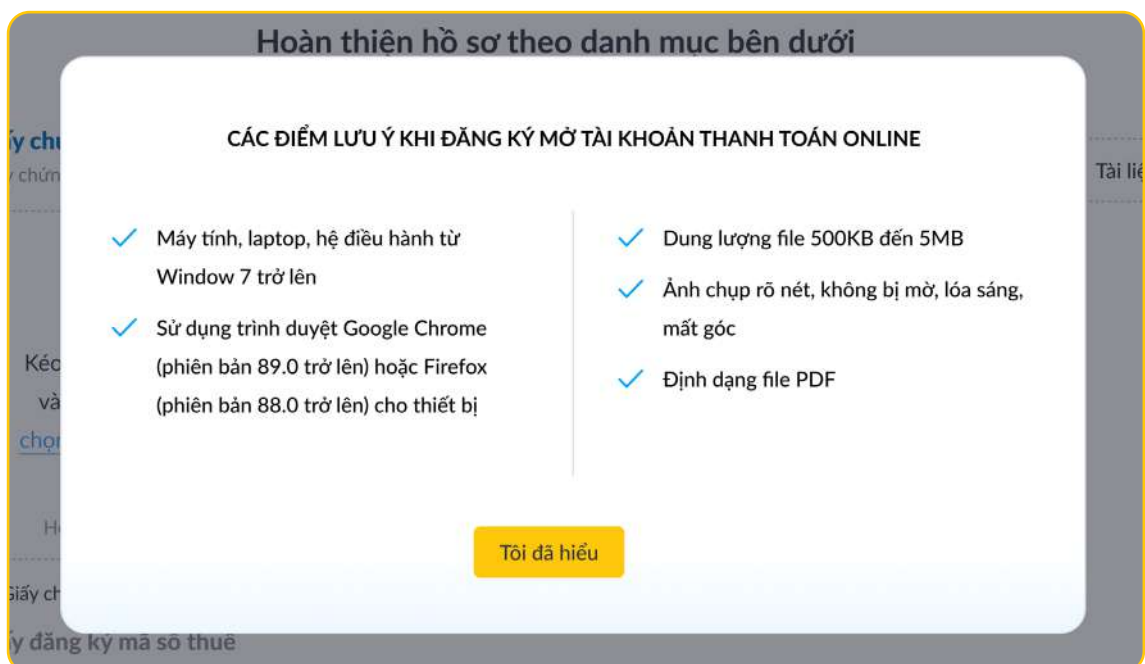 Hoàn thiện hồ sơ theo danh mục bên dưới
CÁC ĐIỂM LƯU Ý KHI ĐĂNG KÝ MỞ TÀI KHOẢN THANH TOÁN ONLINE
Tài
Máy tính, laptop, hệ điều hành từ
Window 7 trở lên
Sử dụng trình duyệt Google Chrome
(phiên bản 89.0 trở lên) hoặc Firefox
(phiên bản 88.0 trở lên) cho thiết bị
Dung lượng file 500KB đến 5MB
Ảnh chụp rõ nét, không bị mờ, lóa sáng,
mất góc
Định dạng file PDF
Kéo
và
Tôi đã hiểu
đăng ký mã số thuế